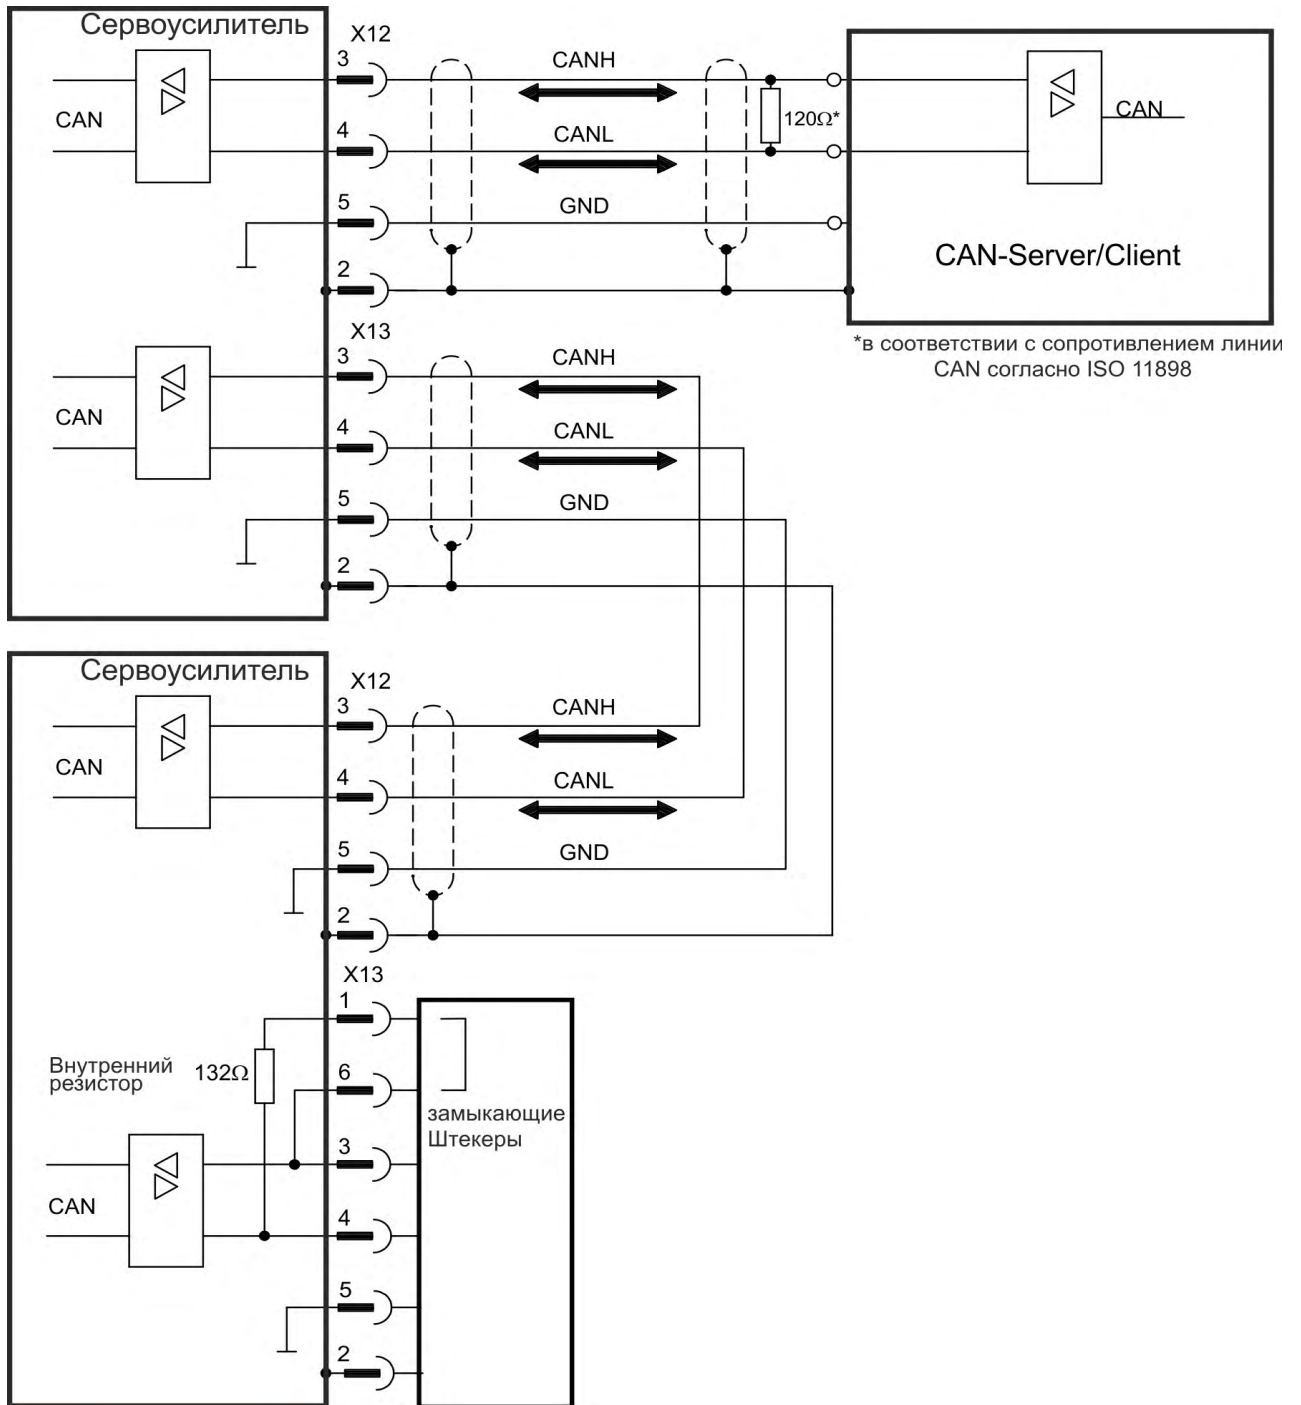 Сервоусилитель
X12
3
CANH
CAN
120Ω*
CAN
4
CANL
5
GND
CAN-Server/Client
2
X13
*в соответствии с сопротивлением линии
CAN согласно ISO 11898
3
CANH
CAN
4
CANL
5
GND
2
Сервоусилитель
X12
3
CANH
CAN
4
CANL
5
GND
2
X13
1
Внутренний
резистор
132Ω
6
замыкающие
Штекеры
3
CAN
4
5
2